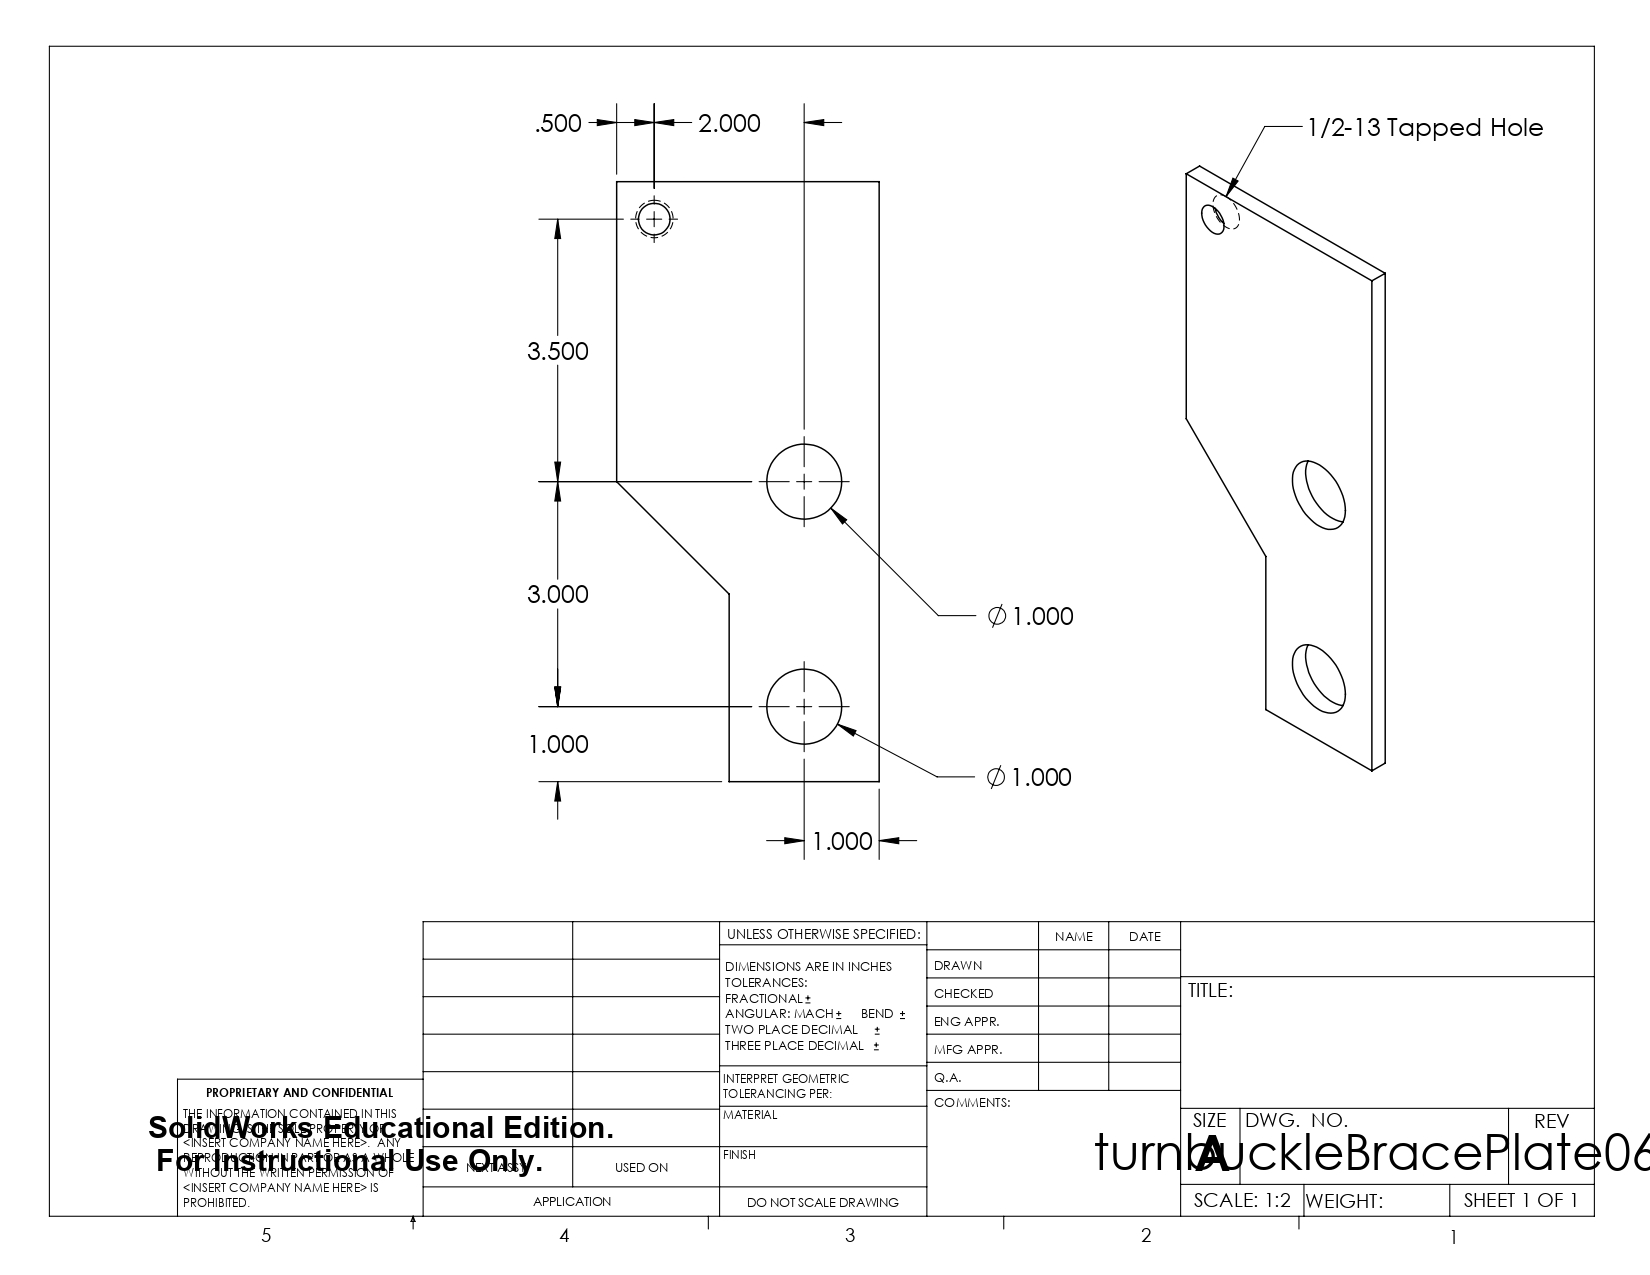 .500
2.000
1/2-13 Tapped Hole
3.500
3.000
∅1.000
1.000
∅1.000
1.000
UNLESS OTHERWISE SPECIFIED:
DIMENSIONS ARE IN INCHES
TOLERANCES:
FRACTIONAL±
ANGULAR: MACH± BEND ±
TWO PLACE DECIMAL ±
THREE PLACE DECIMAL ±
INTERPRET GEOMETRIC
TOLERANCING PER:
MATERIAL
FINISH
DO NOT SCALE DRAWING
NAME DATE
DRAWN
CHECKED
ENG APPR.
MFG APPR.
Q.A.
COMMENTS:
TITLE:
SIZE DWG. NO. REV
A
turnbuckleBracePlate06
SCALE: 1:2 WEIGHT: SHEET 1 OF 1
PROPRIETARY AND CONFIDENTIAL
THE INFORMATION CONTAINED IN THIS
DRAWING IS THE SOLE PROPERTY OF
<INSERT COMPANY NAME HERE>. ANY
REPRODUCTION IN PART OR AS A WHOLE
WITHOUT THE WRITTEN PERMISSION OF
<INSERT COMPANY NAME HERE> IS
PROHIBITED.
SolidWorks Educational Edition.
For Instructional Use Only.
NEXT ASSY USED ON
APPLICATION
5 4 3 2 1